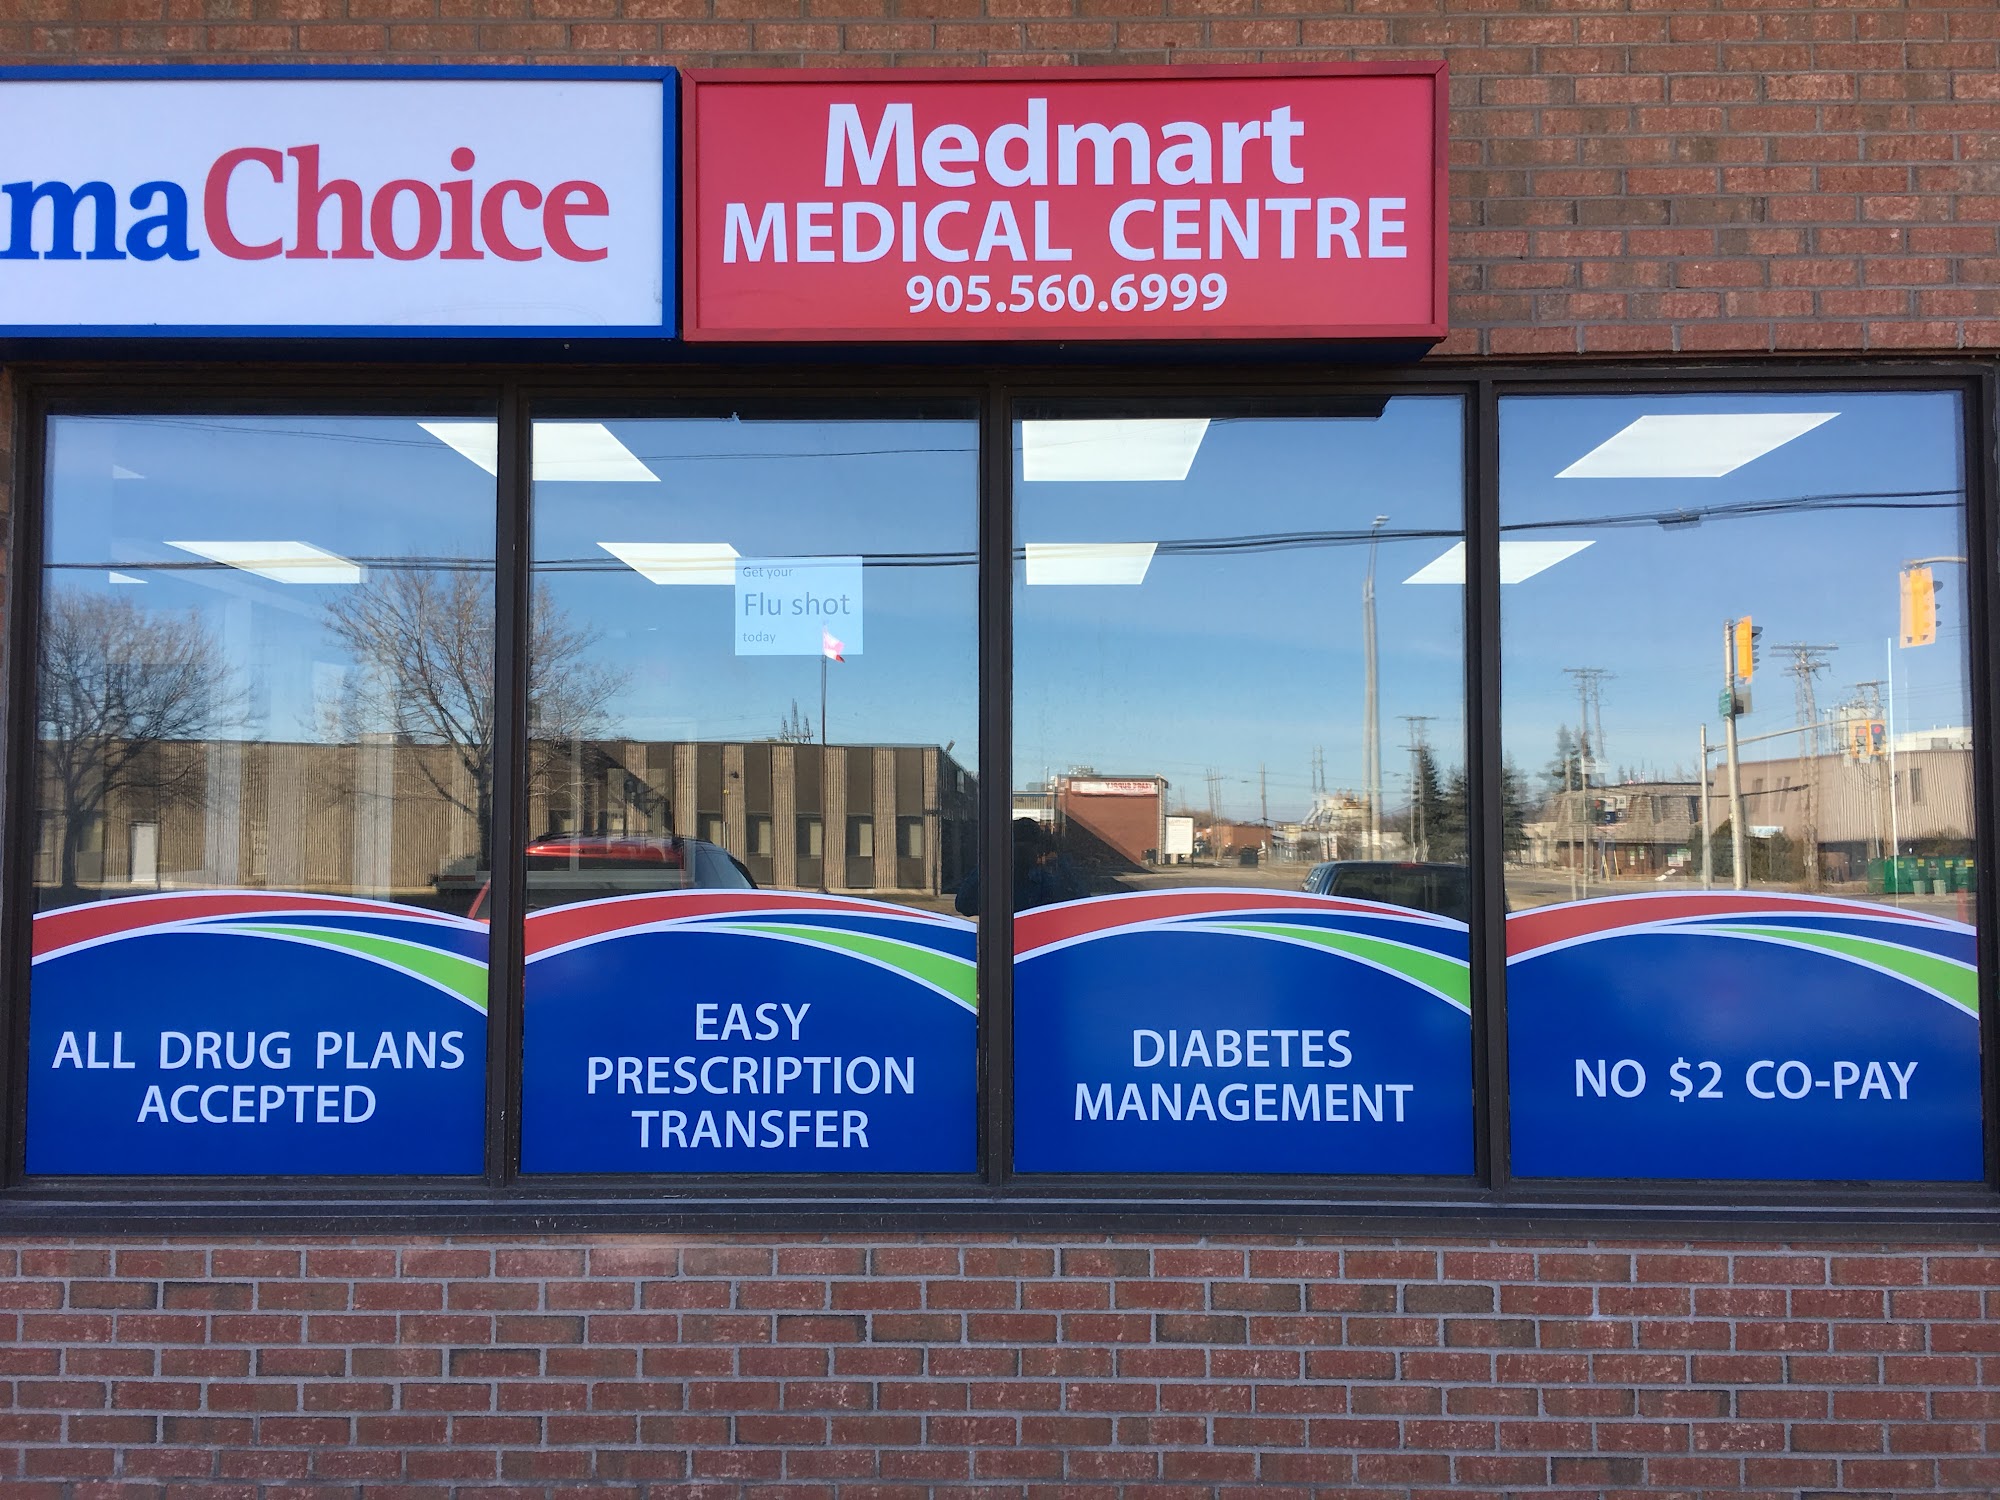 maChoice
Medmart
MEDICAL CENTRE
905.560.6999
Get your
Flu shot
today
ALL DRUG PLANS
ACCEPTED
EASY
PRESCRIPTION
TRANSFER
DIABETES
MANAGEMENT
NO $2 CO-PAY